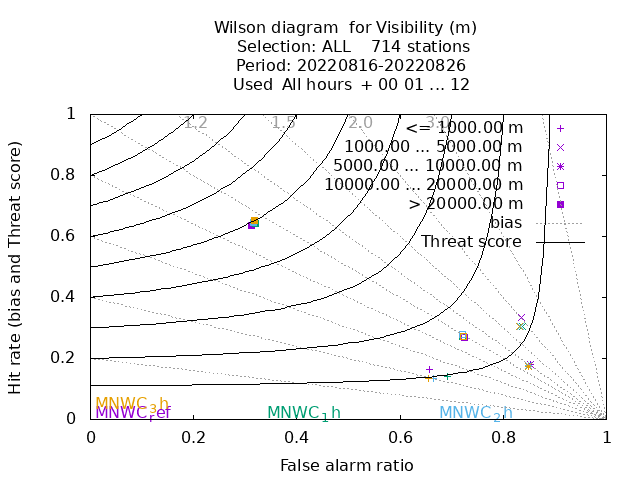 Wilson diagram  for Visibility (m)
Selection: ALL    714 stations
Period: 20220816-20220826
Used  All hours  + 00 01 ... 12
Hit rate (bias and Threat score)
1
0.8
0.6
0.4
0.2
0
1.2
1.5
2.0
3.0
<= 1000.00 m
1000.00 ... 5000.00 m
5000.00 ... 10000.00 m
10000.00 ... 20000.00 m
> 20000.00 m
bias
Threat score
MNWC_3h
MNWC_ref
MNWC_1h
MNWC_2h
0
0.2
0.4
0.6
0.8
1
False alarm ratio